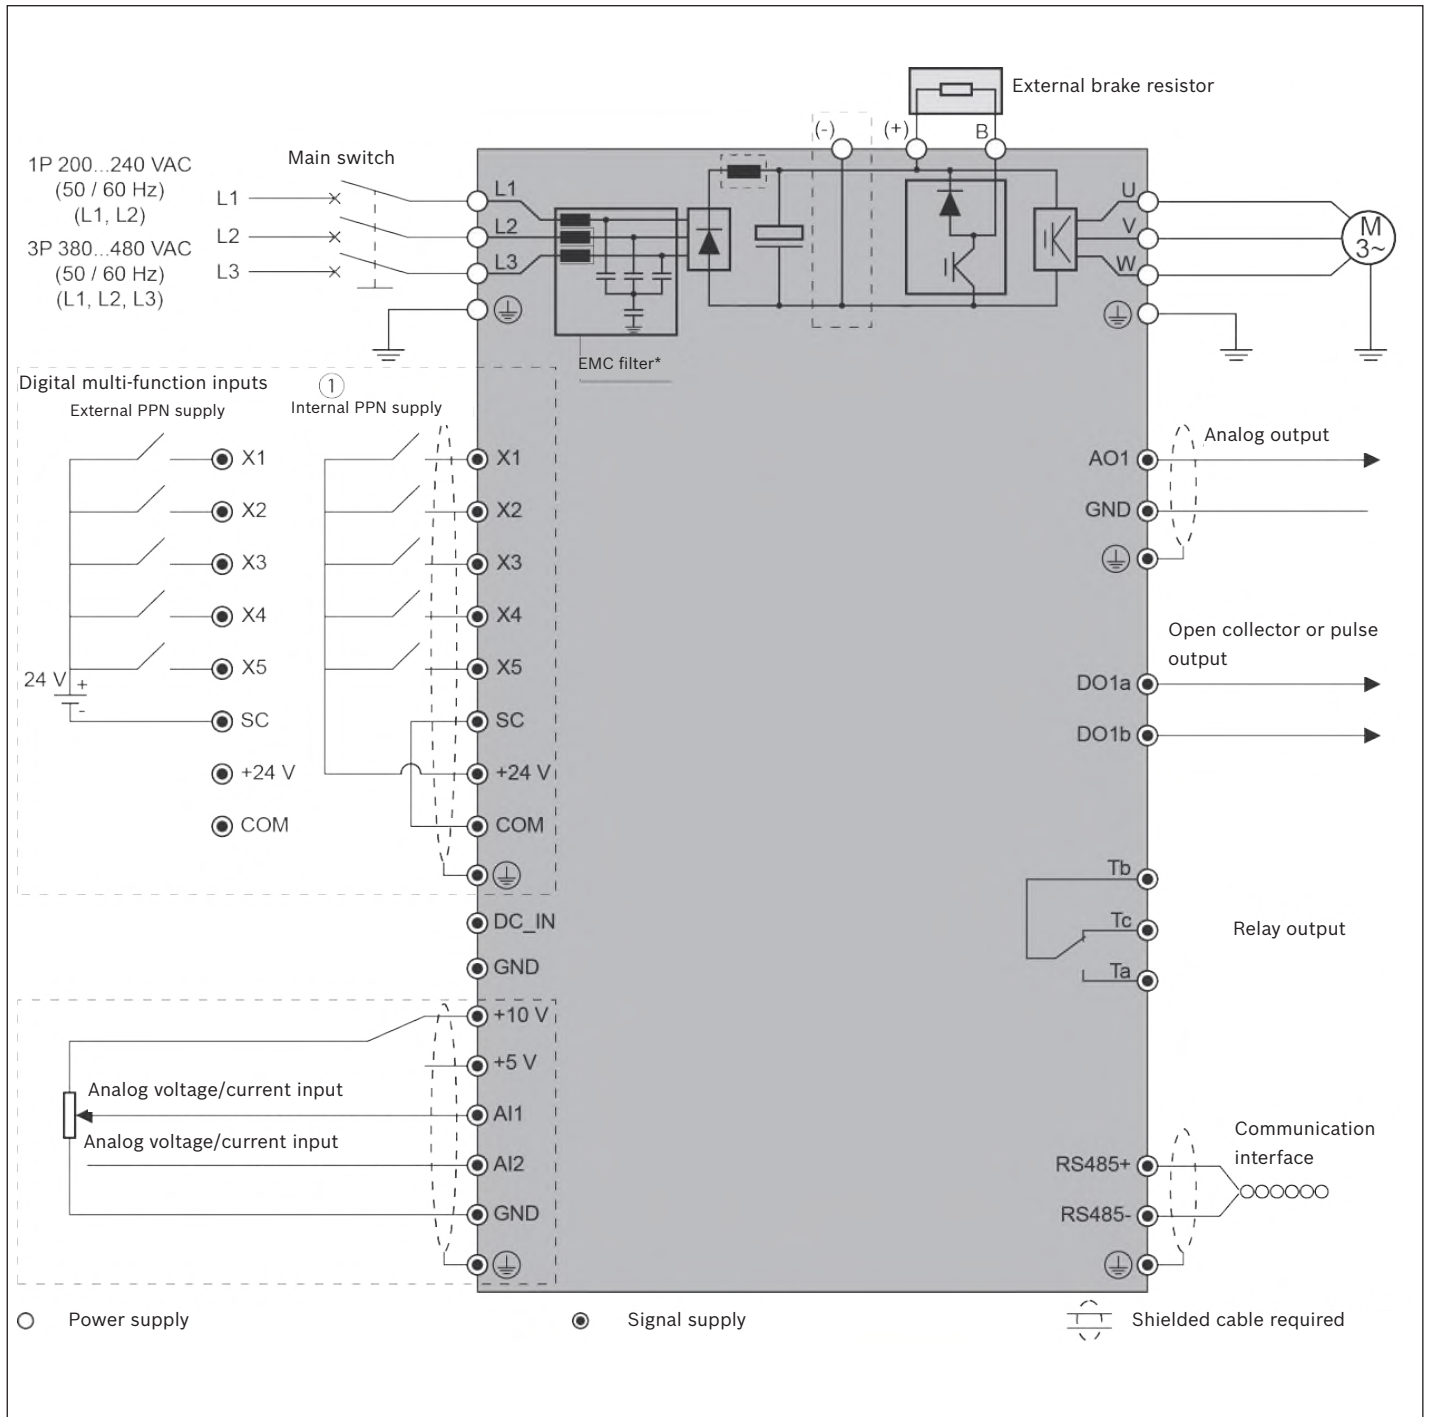 External brake resistor
(-)
(+)
B
1P 200...240 VAC
(50 / 60 Hz)
(L1, L2)
3P 380...480 VAC
(50 / 60 Hz)
(L1, L2, L3)
Main switch
L1
L2
L3
L1
L2
L3
EMC filter*
U
V
W
M
3~
Digital multi-function inputs
1
External PPN supply
Internal PPN supply
X1
X2
X3
X4
X5
24 V
+
-
SC
+24 V
COM
X1
X2
X3
X4
X5
SC
+24 V
COM
DC_IN
GND
+10 V
+5 V
Analog voltage/current input
AI1
Analog voltage/current input
AI2
GND
AO1
Analog output
GND
Open collector or pulse
output
DO1a
DO1b
Tb
Tc
Ta
Relay output
Communication
interface
RS485+
RS485-
Power supply
Signal supply
Shielded cable required